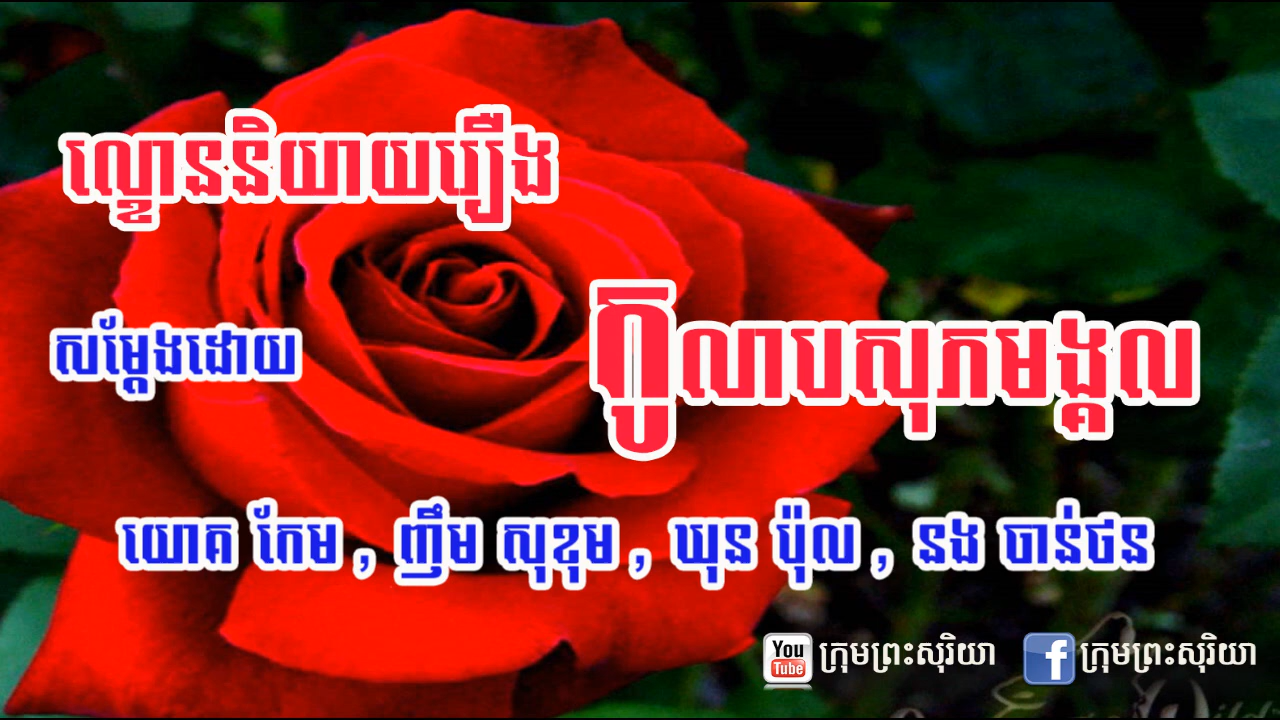 ល្ខោននិយាយរឿង
សម្ដែងដោយ
កូលាបសុភមង្គល
យោគ កែម , ញឹម សុខុម , ឃុន ប៉ុល , នង ចាន់ថន
You Tube ក្រុមព្រះសុរិយា f ក្រុមព្រះសុរិយា